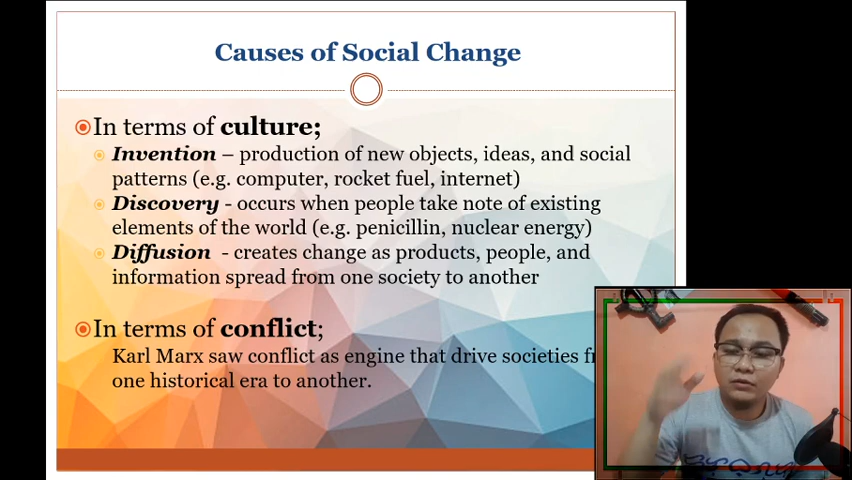 Causes of Social Change
In terms of culture;
Invention – production of new objects, ideas, and social
patterns (e.g. computer, rocket fuel, internet)
Discovery - occurs when people take note of existing
elements of the world (e.g. penicillin, nuclear energy)
Diffusion - creates change as products, people, and
information spread from one society to another
In terms of conflict;
Karl Marx saw conflict as engine that drive societies
one historical era to another.